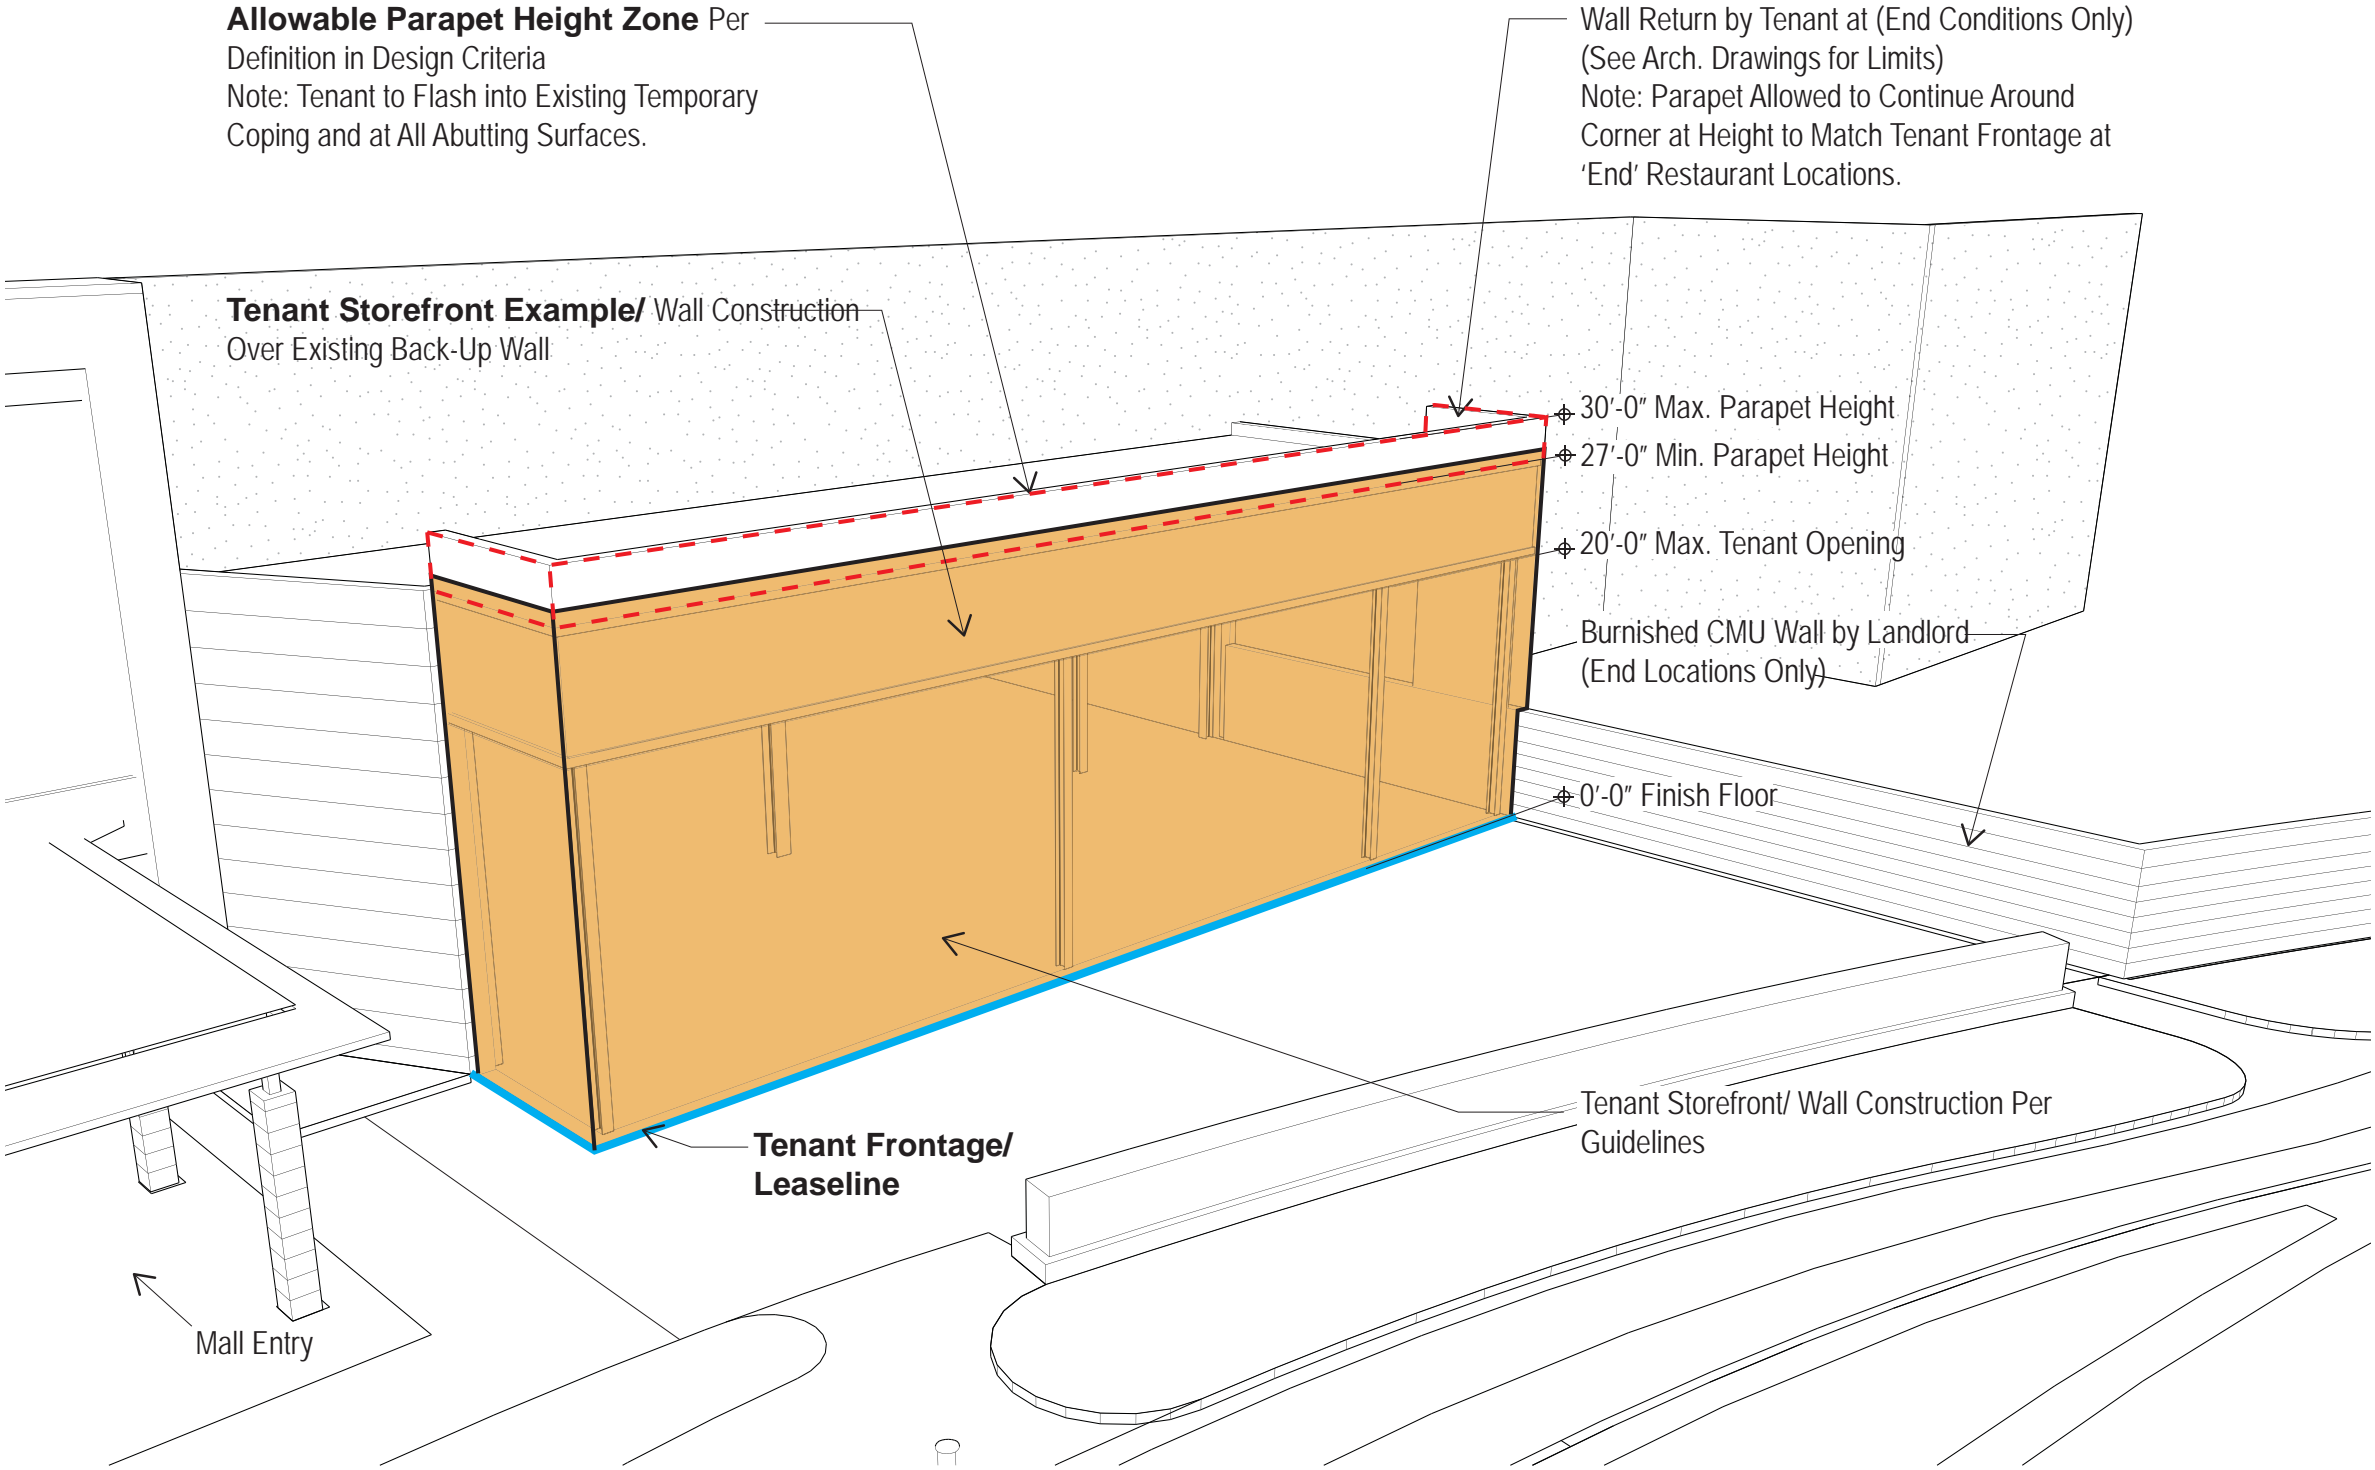 Allowable Parapet Height Zone Per
Definition in Design Criteria
Note: Tenant to Flash into Existing Temporary
Coping and at All Abutting Surfaces.
Wall Return by Tenant at (End Conditions Only)
(See Arch. Drawings for Limits)
Note: Parapet Allowed to Continue Around
Corner at Height to Match Tenant Frontage at
‘End’ Restaurant Locations.
Tenant Storefront Example/ Wall Construction
Over Existing Back-Up Wall
30'-0" Max. Parapet Height
27'-0" Min. Parapet Height
20'-0" Max. Tenant Opening
Burnished CMU Wall by Landlord
(End Locations Only)
0'-0" Finish Floor
Tenant Storefront/ Wall Construction Per
Guidelines
Tenant Frontage/
Leaseline
Mall Entry